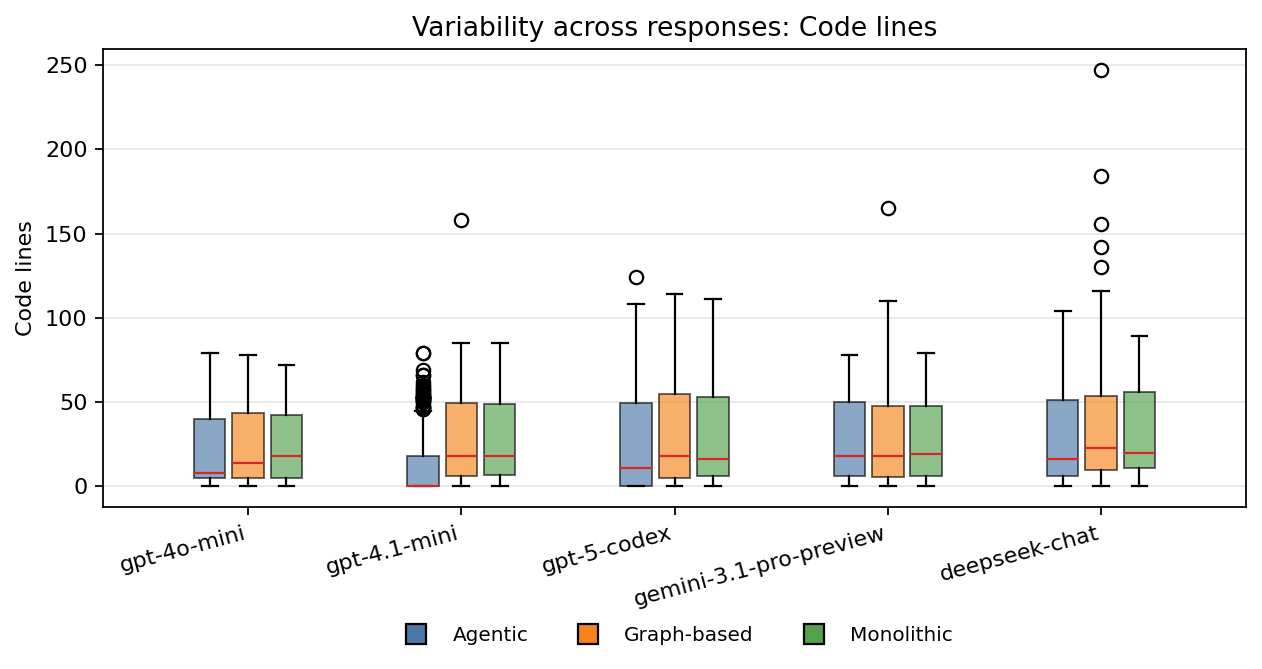 Variability across responses: Code lines
Code lines
250
200
150
100
50
0
gpt-4o-mini
gpt-4.1-mini
gpt-5-codex
gemini-3.1-pro-preview
deepseek-chat
Agentic
Graph-based
Monolithic